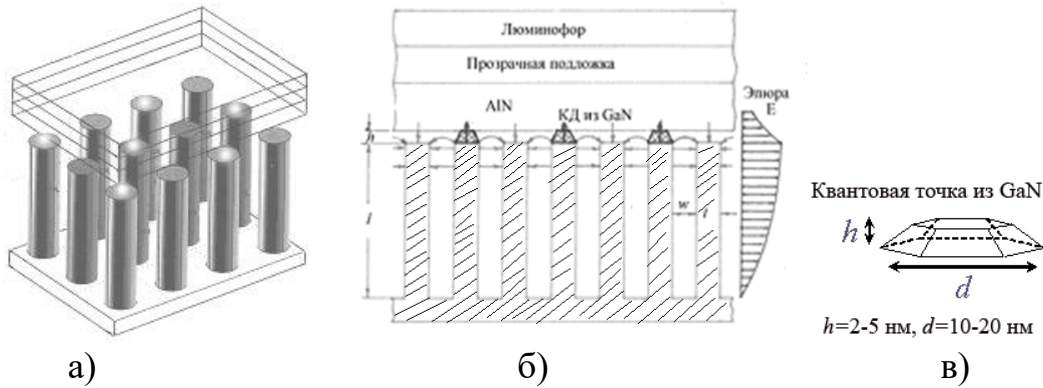 Люминофор
Прозрачная подложка
AlN
КД из GaN
Эпюра
E
h
l
w
t
Квантовая точка из GaN
h
d
h=2-5 нм, d=10-20 нм
а)
б)
в)